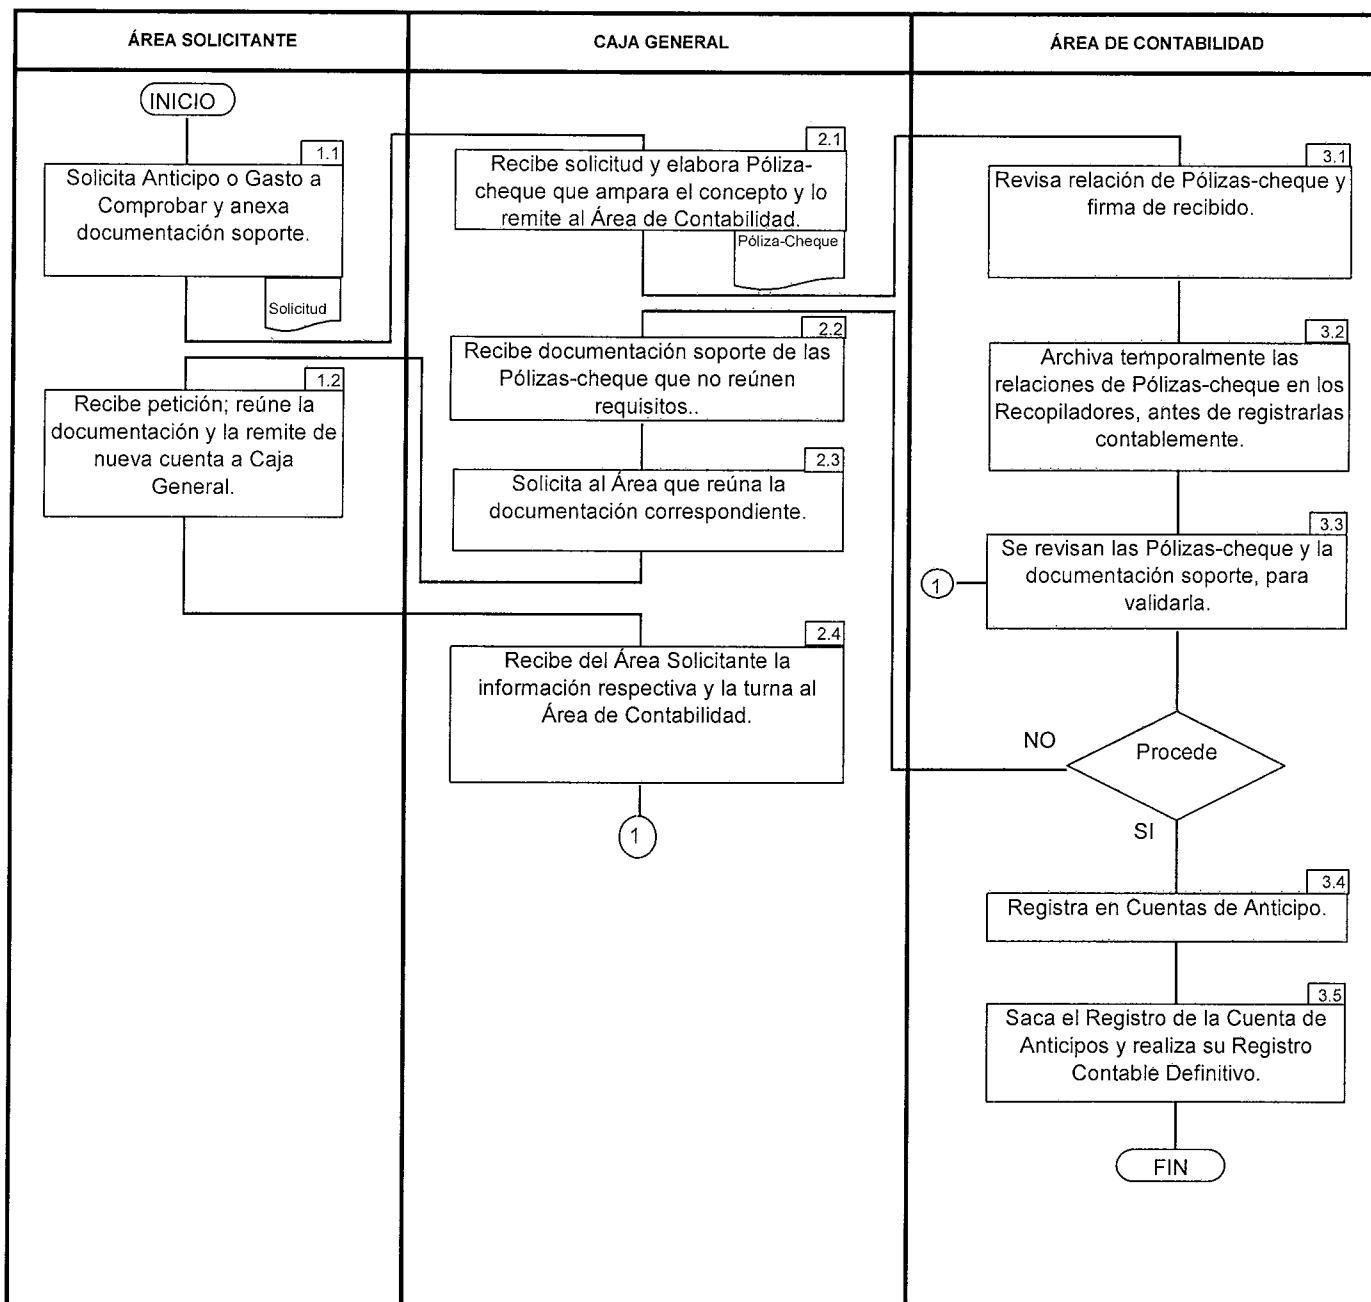 ÁREA SOLICITANTE
CAJA GENERAL
ÁREA DE CONTABILIDAD
INICIO
1.1
Solicita Anticipo o Gasto a
Comprobar y anexa
documentación soporte.
Solicitud
1.2
Recibe petición; reúne la
documentación y la remite de
nueva cuenta a Caja
General.
2.1
Recibe solicitud y elabora Póliza-
cheque que ampara el concepto y lo
remite al Área de Contabilidad.
Póliza-Cheque
2.2
Recibe documentación soporte de las
Pólizas-cheque que no reúnen
requisitos..
2.3
Solicita al Área que reúna la
documentación correspondiente.
2.4
Recibe del Área Solicitante la
información respectiva y la turna al
Área de Contabilidad.
1
3.1
Revisa relación de Pólizas-cheque y
firma de recibido.
3.2
Archiva temporalmente las
relaciones de Pólizas-cheque en los
Recopiladores, antes de registrarlas
contablemente.
3.3
Se revisan las Pólizas-cheque y la
documentación soporte, para
validarla.
1
Procede
NO
SI
3.4
Registra en Cuentas de Anticipo.
3.5
Saca el Registro de la Cuenta de
Anticipos y realiza su Registro
Contable Definitivo.
FIN